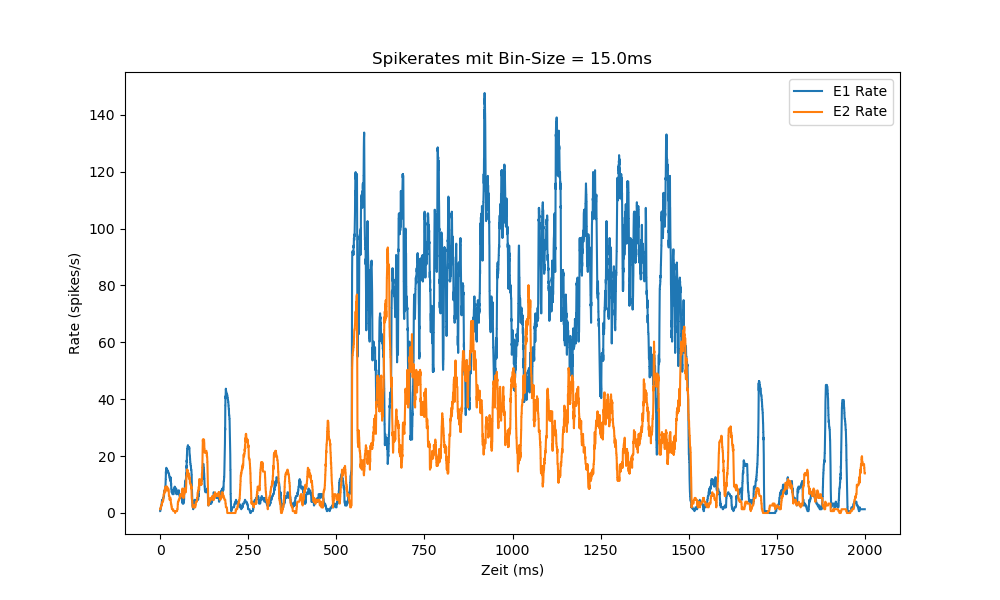 Spikerates mit Bin-Size = 15.0ms
E1 Rate
E2 Rate
140
120
100
80
60
40
20
0
Rate (spikes/s)
0 250 500 750 1000 1250 1500 1750 2000
Zeit (ms)